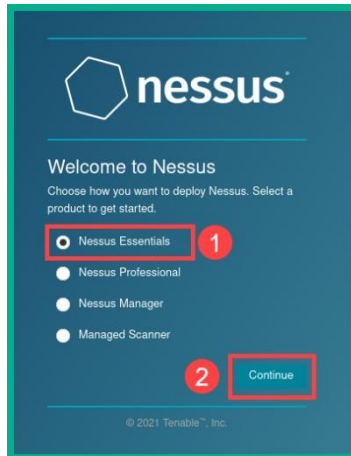 nessus
Welcome to Nessus
Choose how you want to deploy Nessus. Select a
product to get started.
Nessus Essentials 1
Nessus Professional
Nessus Manager
Managed Scanner
2 Continue
© 2021 Tenable™, Inc.